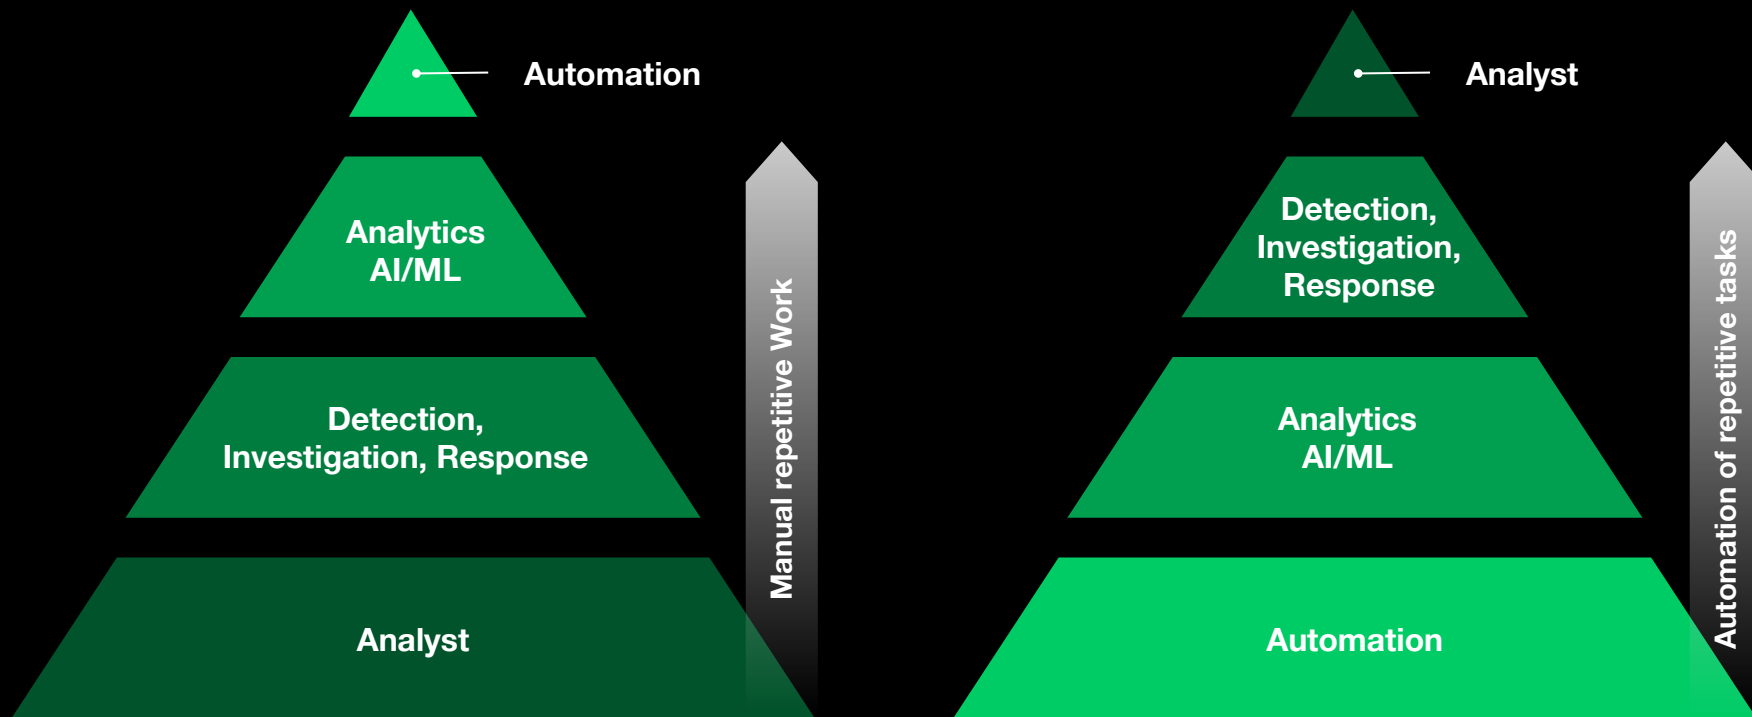 Automation
Analytics
AI/ML
Detection,
Investigation, Response
Analyst
Manual repetitive Work
Analyst
Detection,
Investigation,
Response
Analytics
AI/ML
Automation
Automation of repetitive tasks